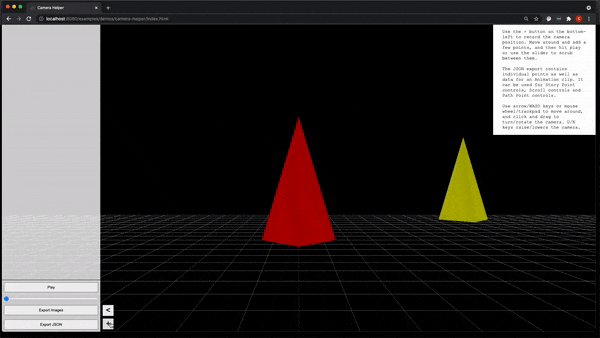 Camera Helper
localhost:8080/examples/demos/camera-helper/index.html
Use the + button on the bottom-
left to record the camera
position. Move around and add a
few points, and then hit play
or use the slider to scrub
between them.
The JSON export contains
individual points as well as
data for an Animation clip. It
can be used for Story Point
controls, Scroll controls and
Path Point controls.
Use arrow/WASD keys or mouse
wheel/trackpad to move around,
and click and drag to
turn/rotate the camera. U/N
keys raise/lowers the camera.
Play
Export Images
<
Export JSON
+